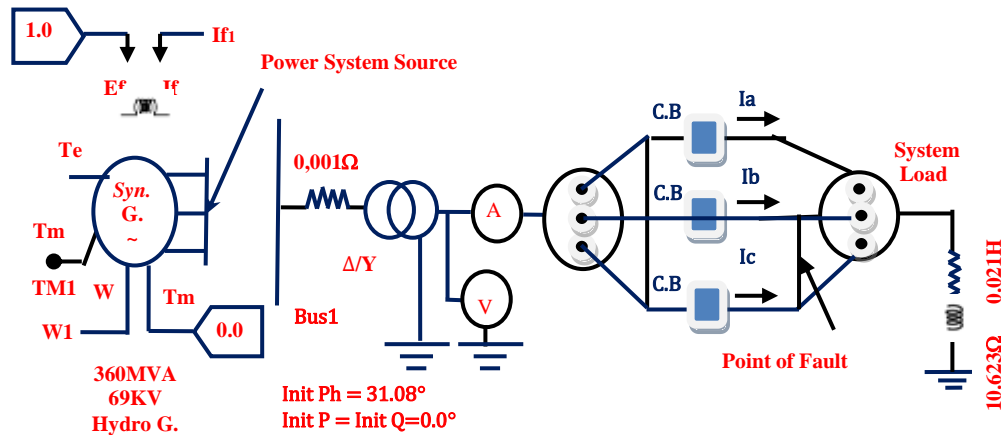 1.0
If1
Ef If
Power System Source
Te
Syn.
G.
~
Tm
TM1
W
Tm
W1
0.0
360MVA
69KV
Hydro G.
0,001Ω
Δ/Y
Bus1
Init Ph = 31.08°
Init P = Init Q=0.0°
A
V
C.B
Ia
C.B
Ib
C.B
Ic
Point of Fault
System
Load
10.623Ω 0.021H